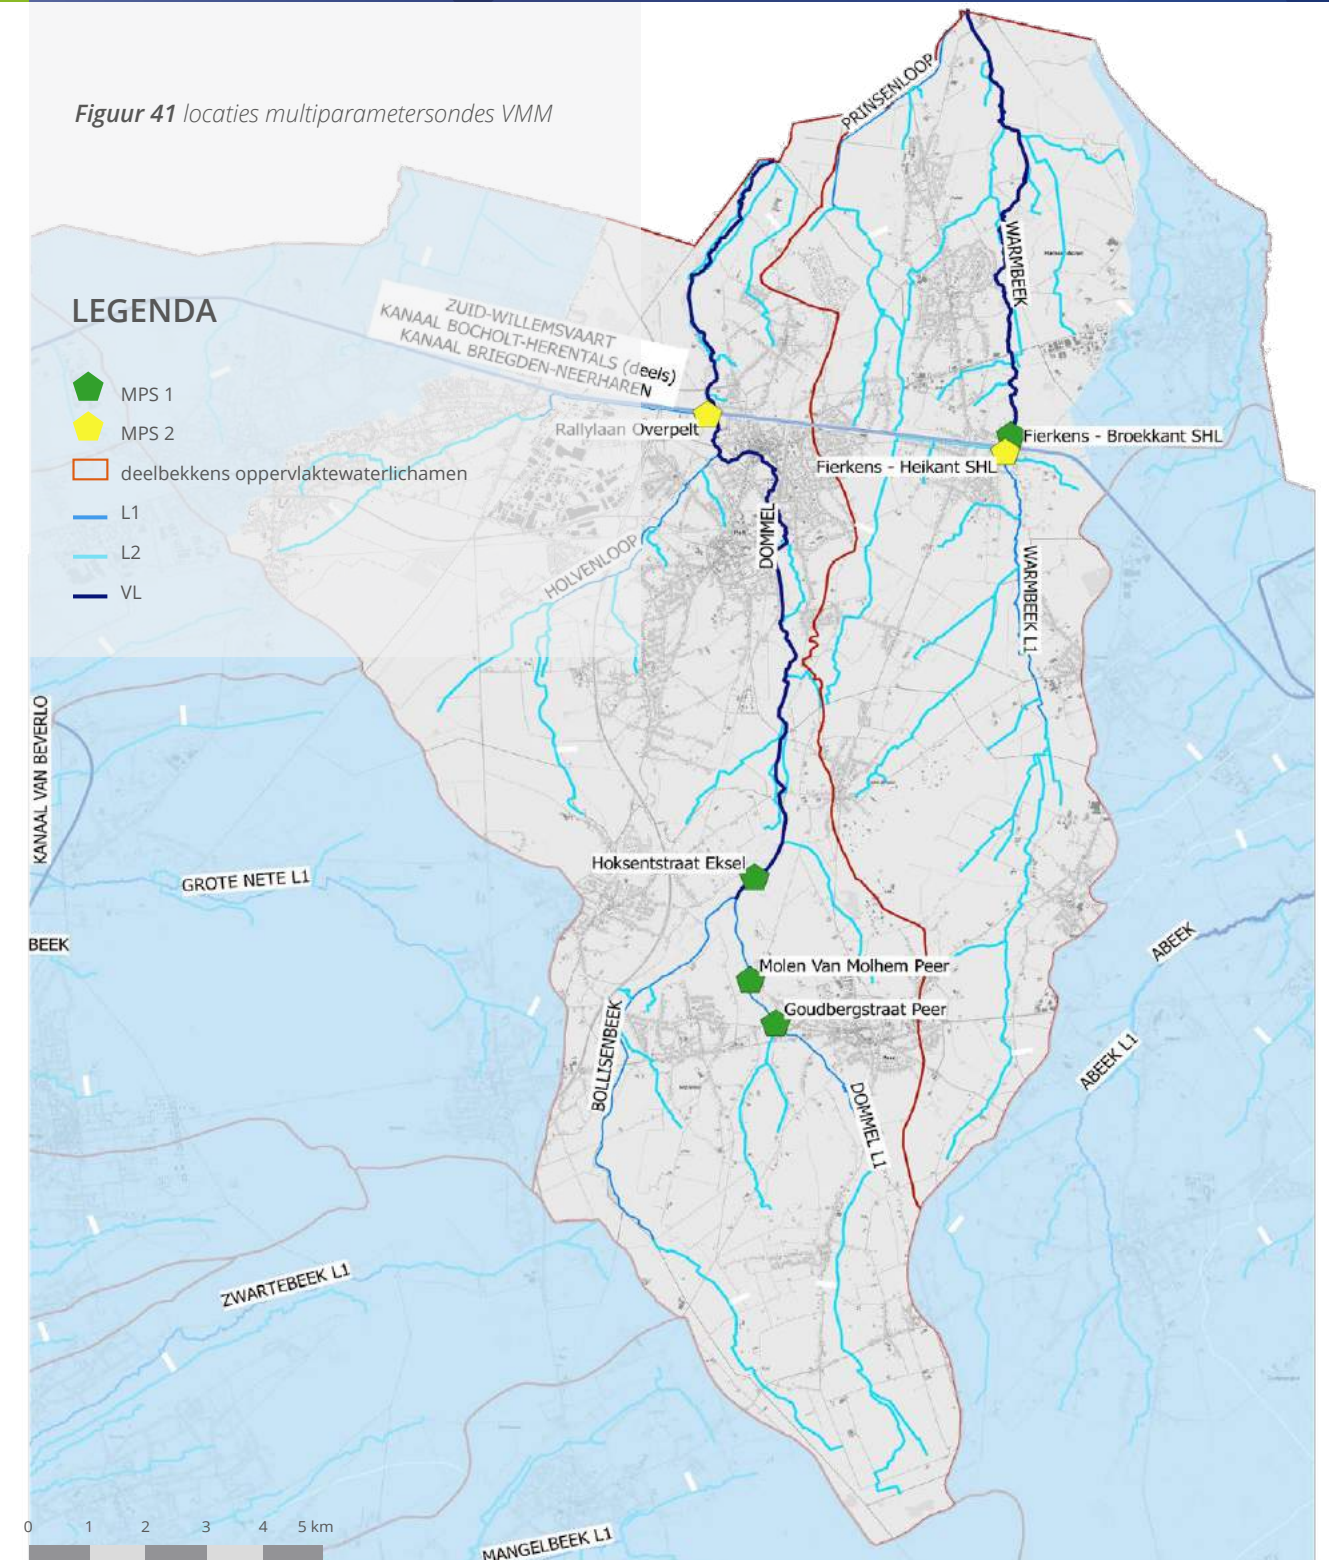 Figuur 41 locaties multiparametersondes VMM
PRINSENLOOP
WARMBEEK
LEGENDA
ZUID-WILLEMSVAART
KANAAL BOCHOLT-HERENTALS (deels)
KANAAL BRIEGDEN-NEERHAREN
MPS 1
MPS 2
deelbekkens oppervlaktewaterlichamen
L1
L2
VL
Rallylaan Overpelt
Fierkens - Broekkant SHL
Fierkens - Heikant SHL
DOMMEL
HOLVENLOOP
WARMBEEK L1
KANAAL VAN BEVERLO
Hoksentstraat Eksel
GROTE NETE L1
BEEK
ABEEK
Molen Van Molhem Peer
Goudbergstraat Peer
BOLLISENBEEK
ABEEK L1
DOMMEL L1
ZWARTEBEEK L1
MANGELBEEK L1
0 1 2 3 4 5 km